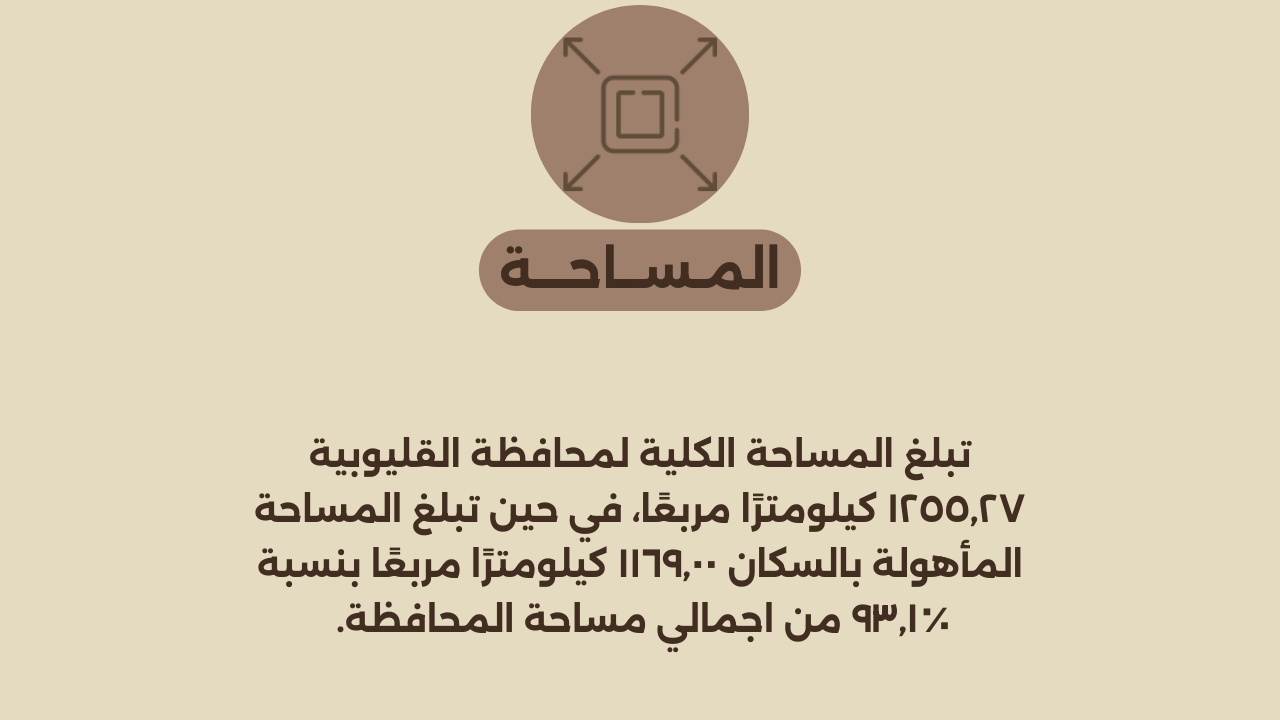 المـسـاحـة
تبلغ المساحة الكلية لمحافظة القليوبية
١٢٥٥,٢٧ كيلومترًا مربعًا، في حين تبلغ المساحة
المأهولة بالسكان ١١٦٩,٠٠ كيلومترًا مربعًا بنسبة
٩٣,١٪ من اجمالي مساحة المحافظة.